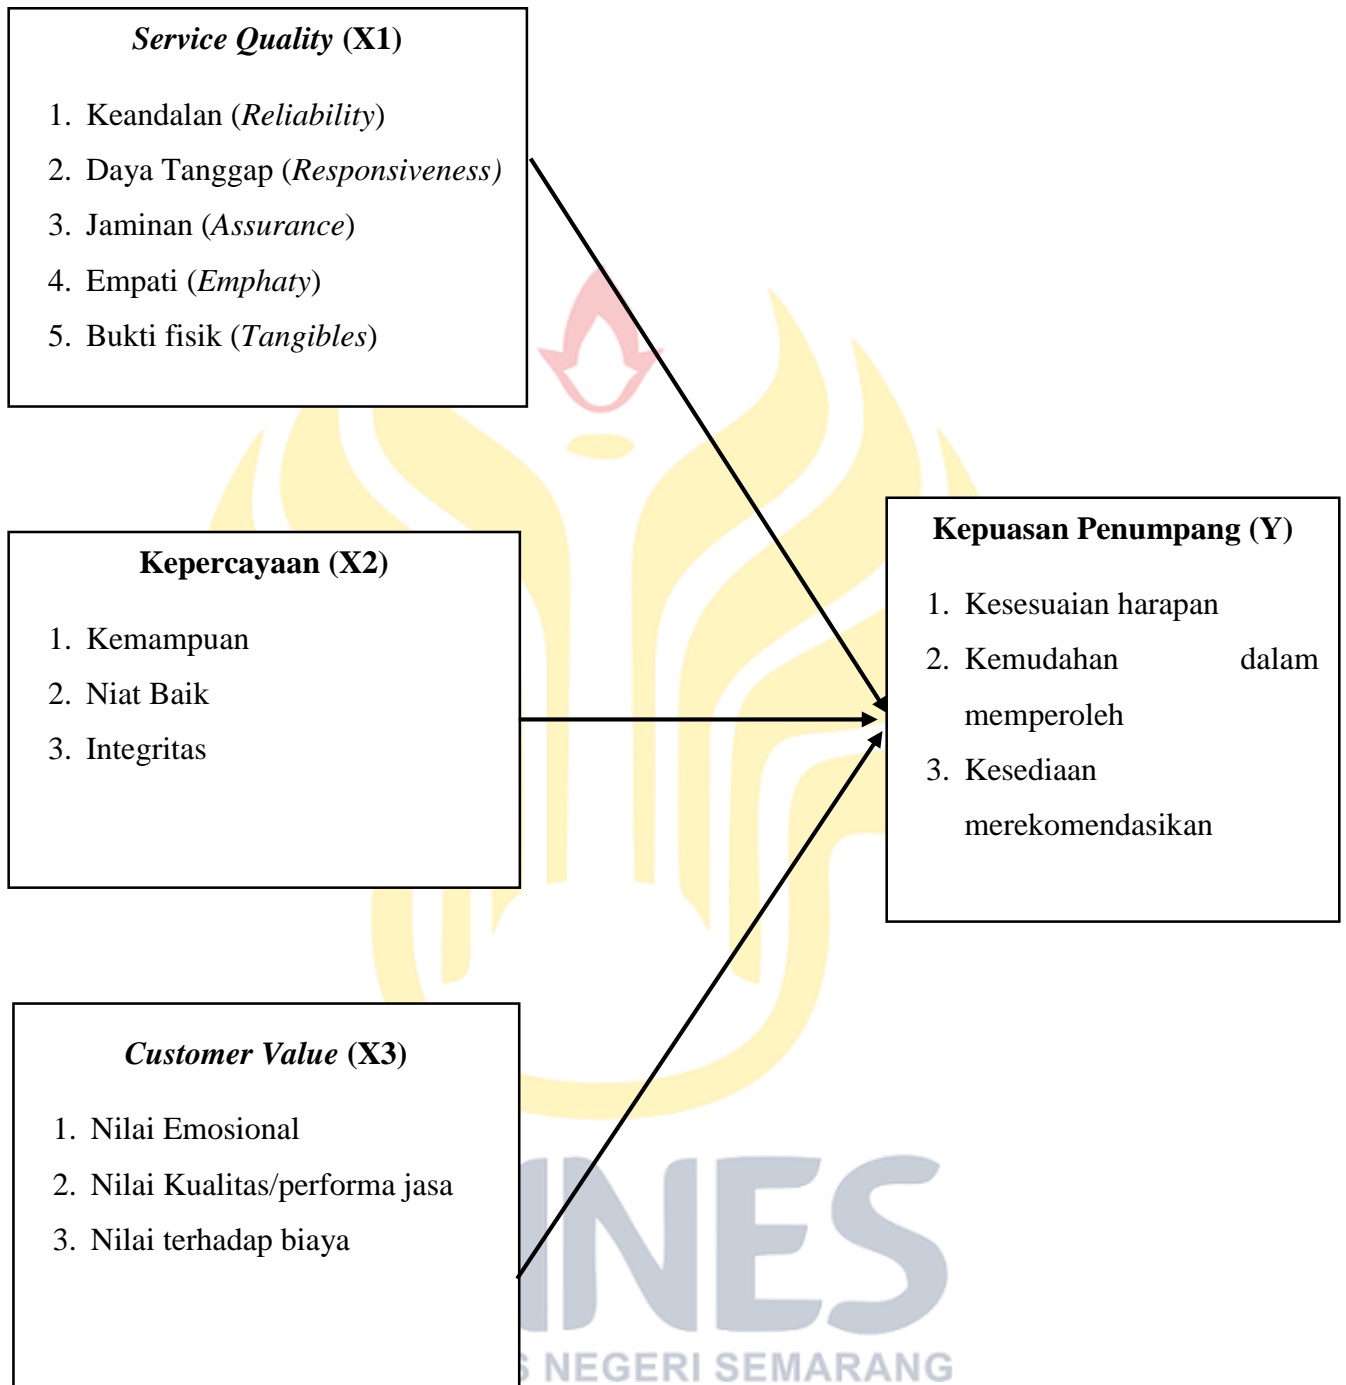 Service Quality (X1)
1. Keandalan (Reliability)
2. Daya Tanggap (Responsiveness)
3. Jaminan (Assurance)
4. Empati (Emphaty)
5. Bukti fisik (Tangibles)
Kepercayaan (X2)
1. Kemampuan
2. Niat Baik
3. Integritas
Customer Value (X3)
1. Nilai Emosional
2. Nilai Kualitas/performa jasa
3. Nilai terhadap biaya
Kepuasan Penumpang (Y)
1. Kesesuaian harapan
2. Kemudahan dalam
memperoleh
3. Kesediaan
merekomendasikan
NES
S NEGERI SEMARANG